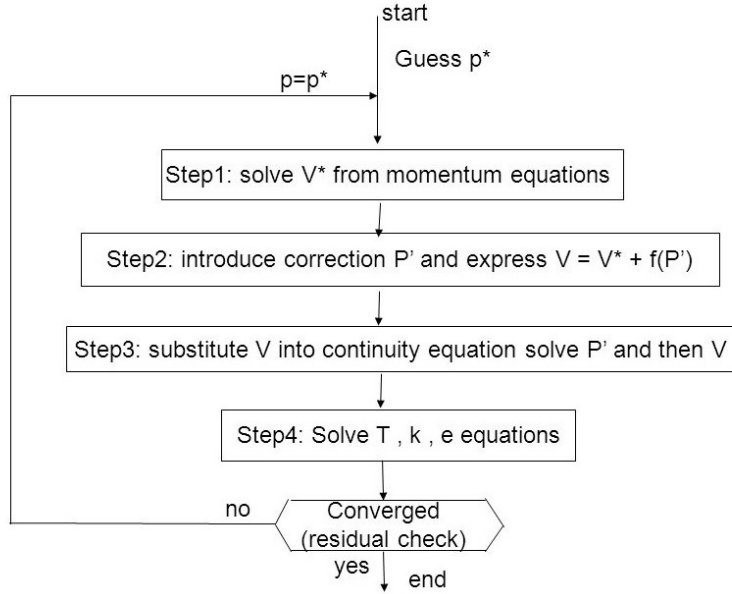 start
Guess p*
p=p*
Step1: solve V* from momentum equations
Step2: introduce correction P’ and express V = V* + f(P’)
Step3: substitute V into continuity equation solve P’ and then V
Step4: Solve T , k , e equations
no
Converged
(residual check)
yes
end